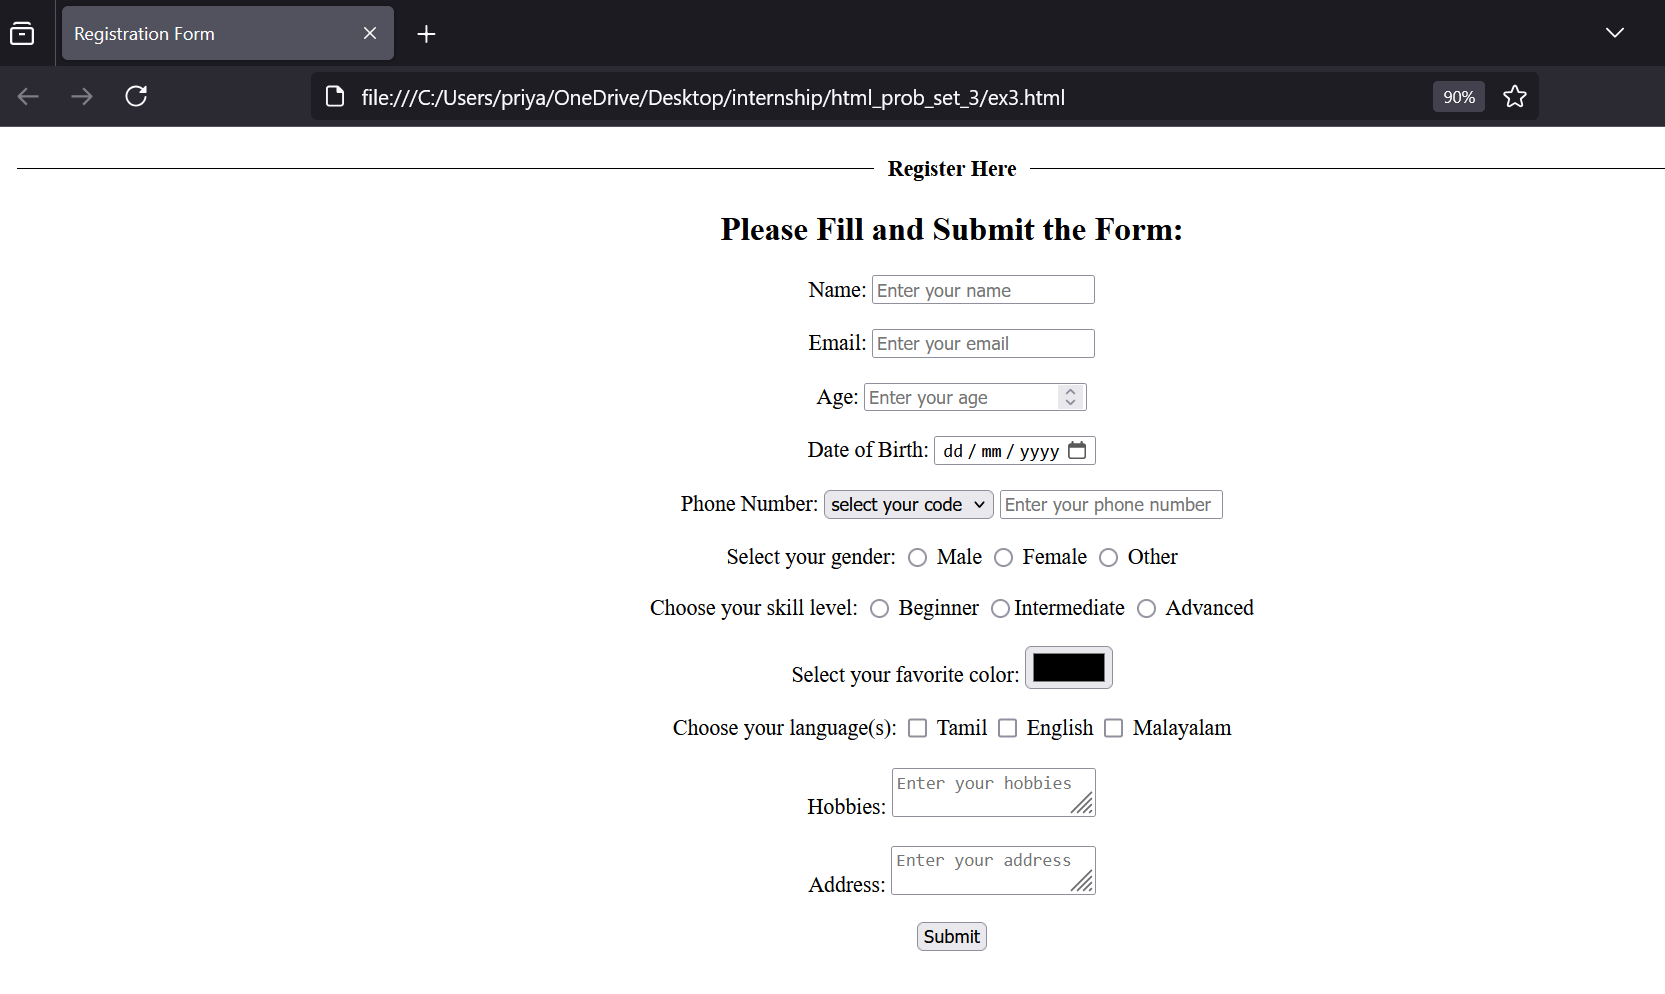 Registration Form
file:///C:/Users/priya/OneDrive/Desktop/internship/html_prob_set_3/ex3.html 90%
Register Here
Please Fill and Submit the Form:
Name: Enter your name
Email: Enter your email
Age: Enter your age
Date of Birth: dd / mm / yyyy
Phone Number: select your code Enter your phone number
Select your gender: Male Female Other
Choose your skill level: Beginner Intermediate Advanced
Select your favorite color:
Choose your language(s): Tamil English Malayalam
Hobbies: Enter your hobbies
Address: Enter your address
Submit